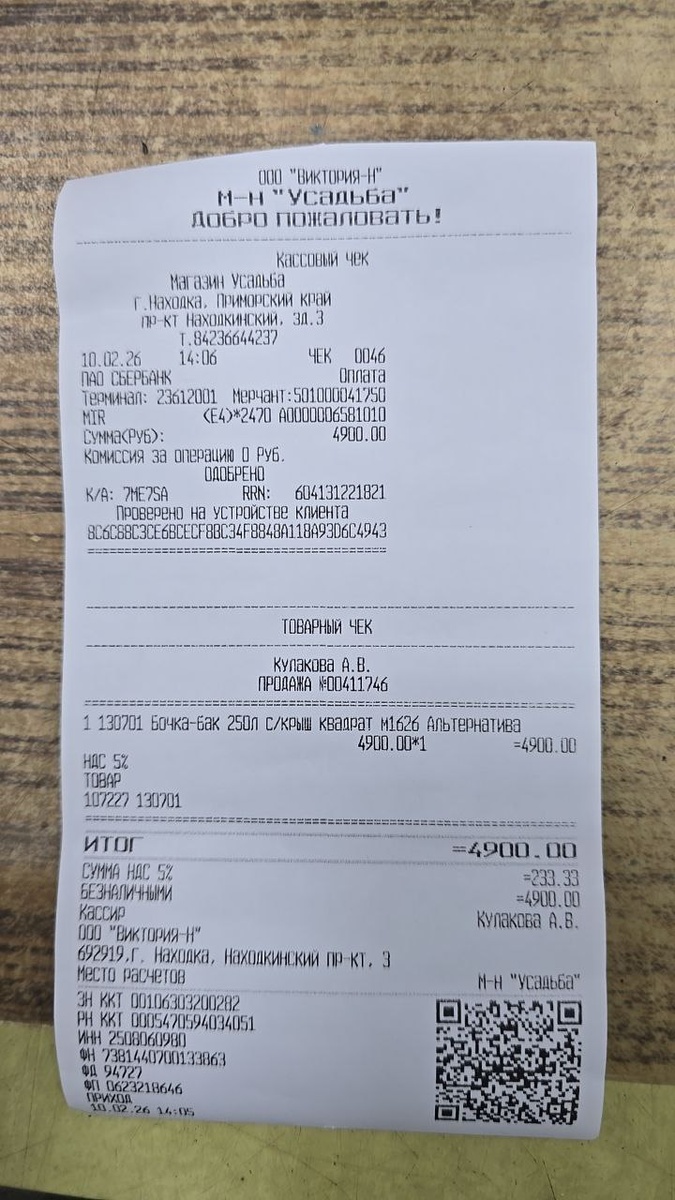 ООО "Виктория-Н"
М-н "Усадьба"
Добро пожаловать!
Кассовый чек
Магазин Усадьба
г.Находка, Приморский край
пр-кт Находкинский, зд.3
т.84236644237
10.02.26 14:06 ЧЕК 0046
ПАО СБЕРБАНК Оплата
Терминал: 23612001 Мерчант:501000041750
MIR (E4)*2470 A0000006581010
Сумма(Руб): 4900.00
Комиссия за операцию 0 Руб.
ОДОБРЕНО
К/А: 7ME7SA RRN: 604131221821
Проверено на устройстве клиента
8C6C88C3CE6BCECF8BC34F8848A118A93D6C4943
ТОВАРНЫЙ ЧЕК
Кулакова А.В.
ПРОДАЖА №00411746
1 130701 Бочка-бак 250л с/крыш квадрат м1626 Альтернатива
4900.00*1 =4900.00
НДС 5%
ТОВАР
107227 130701
ИТОГ =4900.00
СУММА НДС 5% =233.33
БЕЗНАЛИЧНЫМИ =4900.00
Кассир Кулакова А.В.
ООО "Виктория-Н"
692919,г. Находка, Находкинский пр-кт, 3
Место расчетов М-н "Усадьба"
ЗН ККТ 00106303200282
РН ККТ 0005470594034051
ИНН 2508060980
ФН 7381440700133863
ФД 94727
ФП 0623218646
ПРИХОД
10.02.26 14:05